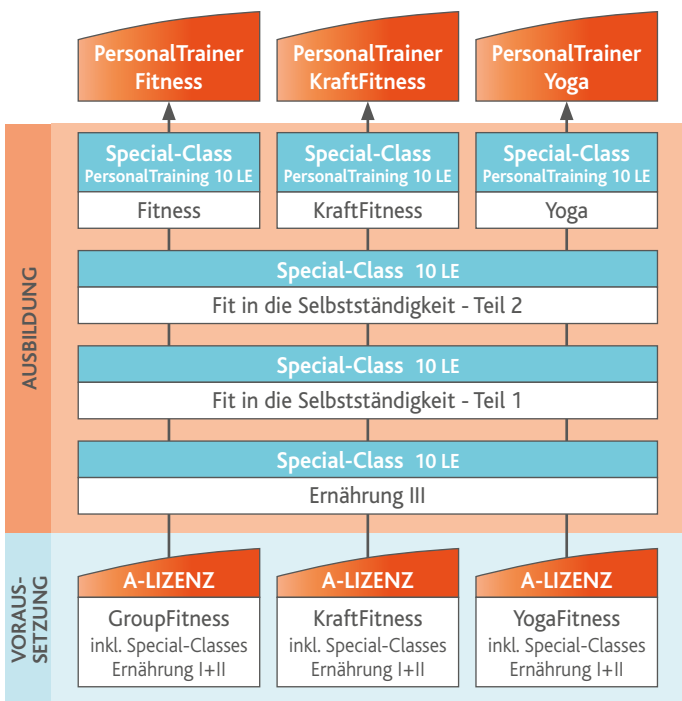 PersonalTrainer
Fitness
PersonalTrainer
KraftFitness
PersonalTrainer
Yoga
AUSBILDUNG
Special-Class
PersonalTraining 10 LE
Fitness
Special-Class
PersonalTraining 10 LE
KraftFitness
Special-Class
PersonalTraining 10 LE
Yoga
Special-Class 10 LE
Fit in die Selbstständigkeit - Teil 2
Special-Class 10 LE
Fit in die Selbstständigkeit - Teil 1
Special-Class 10 LE
Ernährung III
VORAUS-
SETZUNG
A-LIZENZ
GroupFitness
inkl. Special-Classes
Ernährung I+II
A-LIZENZ
KraftFitness
inkl. Special-Classes
Ernährung I+II
A-LIZENZ
YogaFitness
inkl. Special-Classes
Ernährung I+II